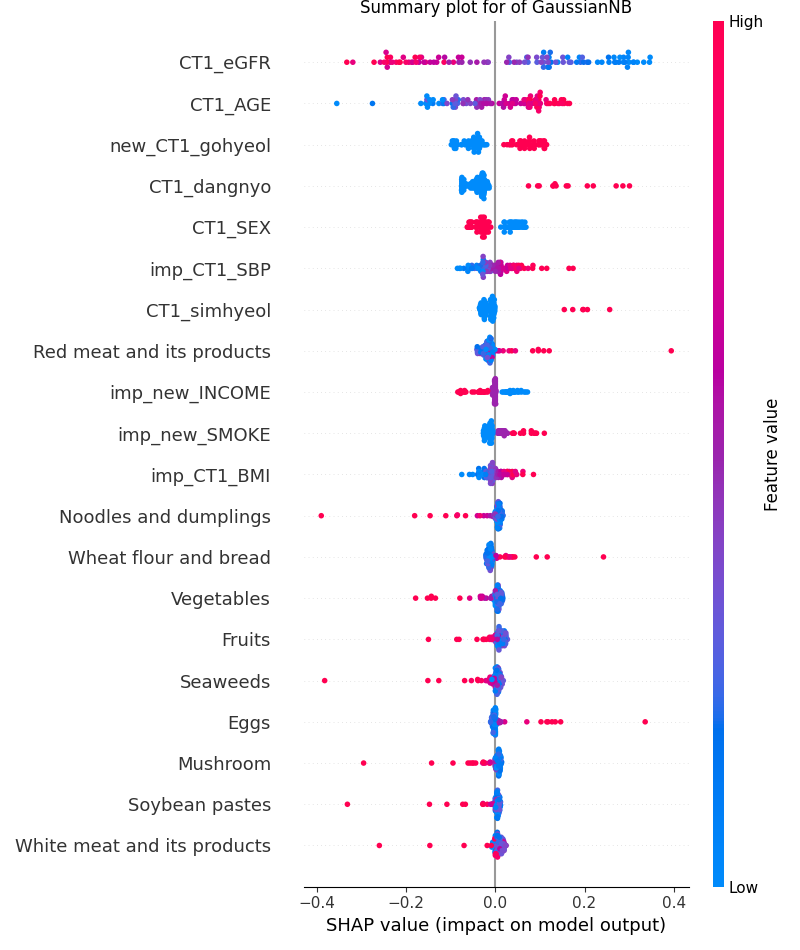 Summary plot for of GaussianNB
High
CT1_eGFR
CT1_AGE
new_CT1_gohyeol
CT1_dangnyo
CT1_SEX
imp_CT1_SBP
CT1_simhyeol
Red meat and its products
imp_new_INCOME
imp_new_SMOKE
imp_CT1_BMI
Noodles and dumplings
Wheat flour and bread
Vegetables
Fruits
Seaweeds
Eggs
Mushroom
Soybean pastes
White meat and its products
Feature value
Low
−0.4 −0.2 0.0 0.2 0.4
SHAP value (impact on model output)